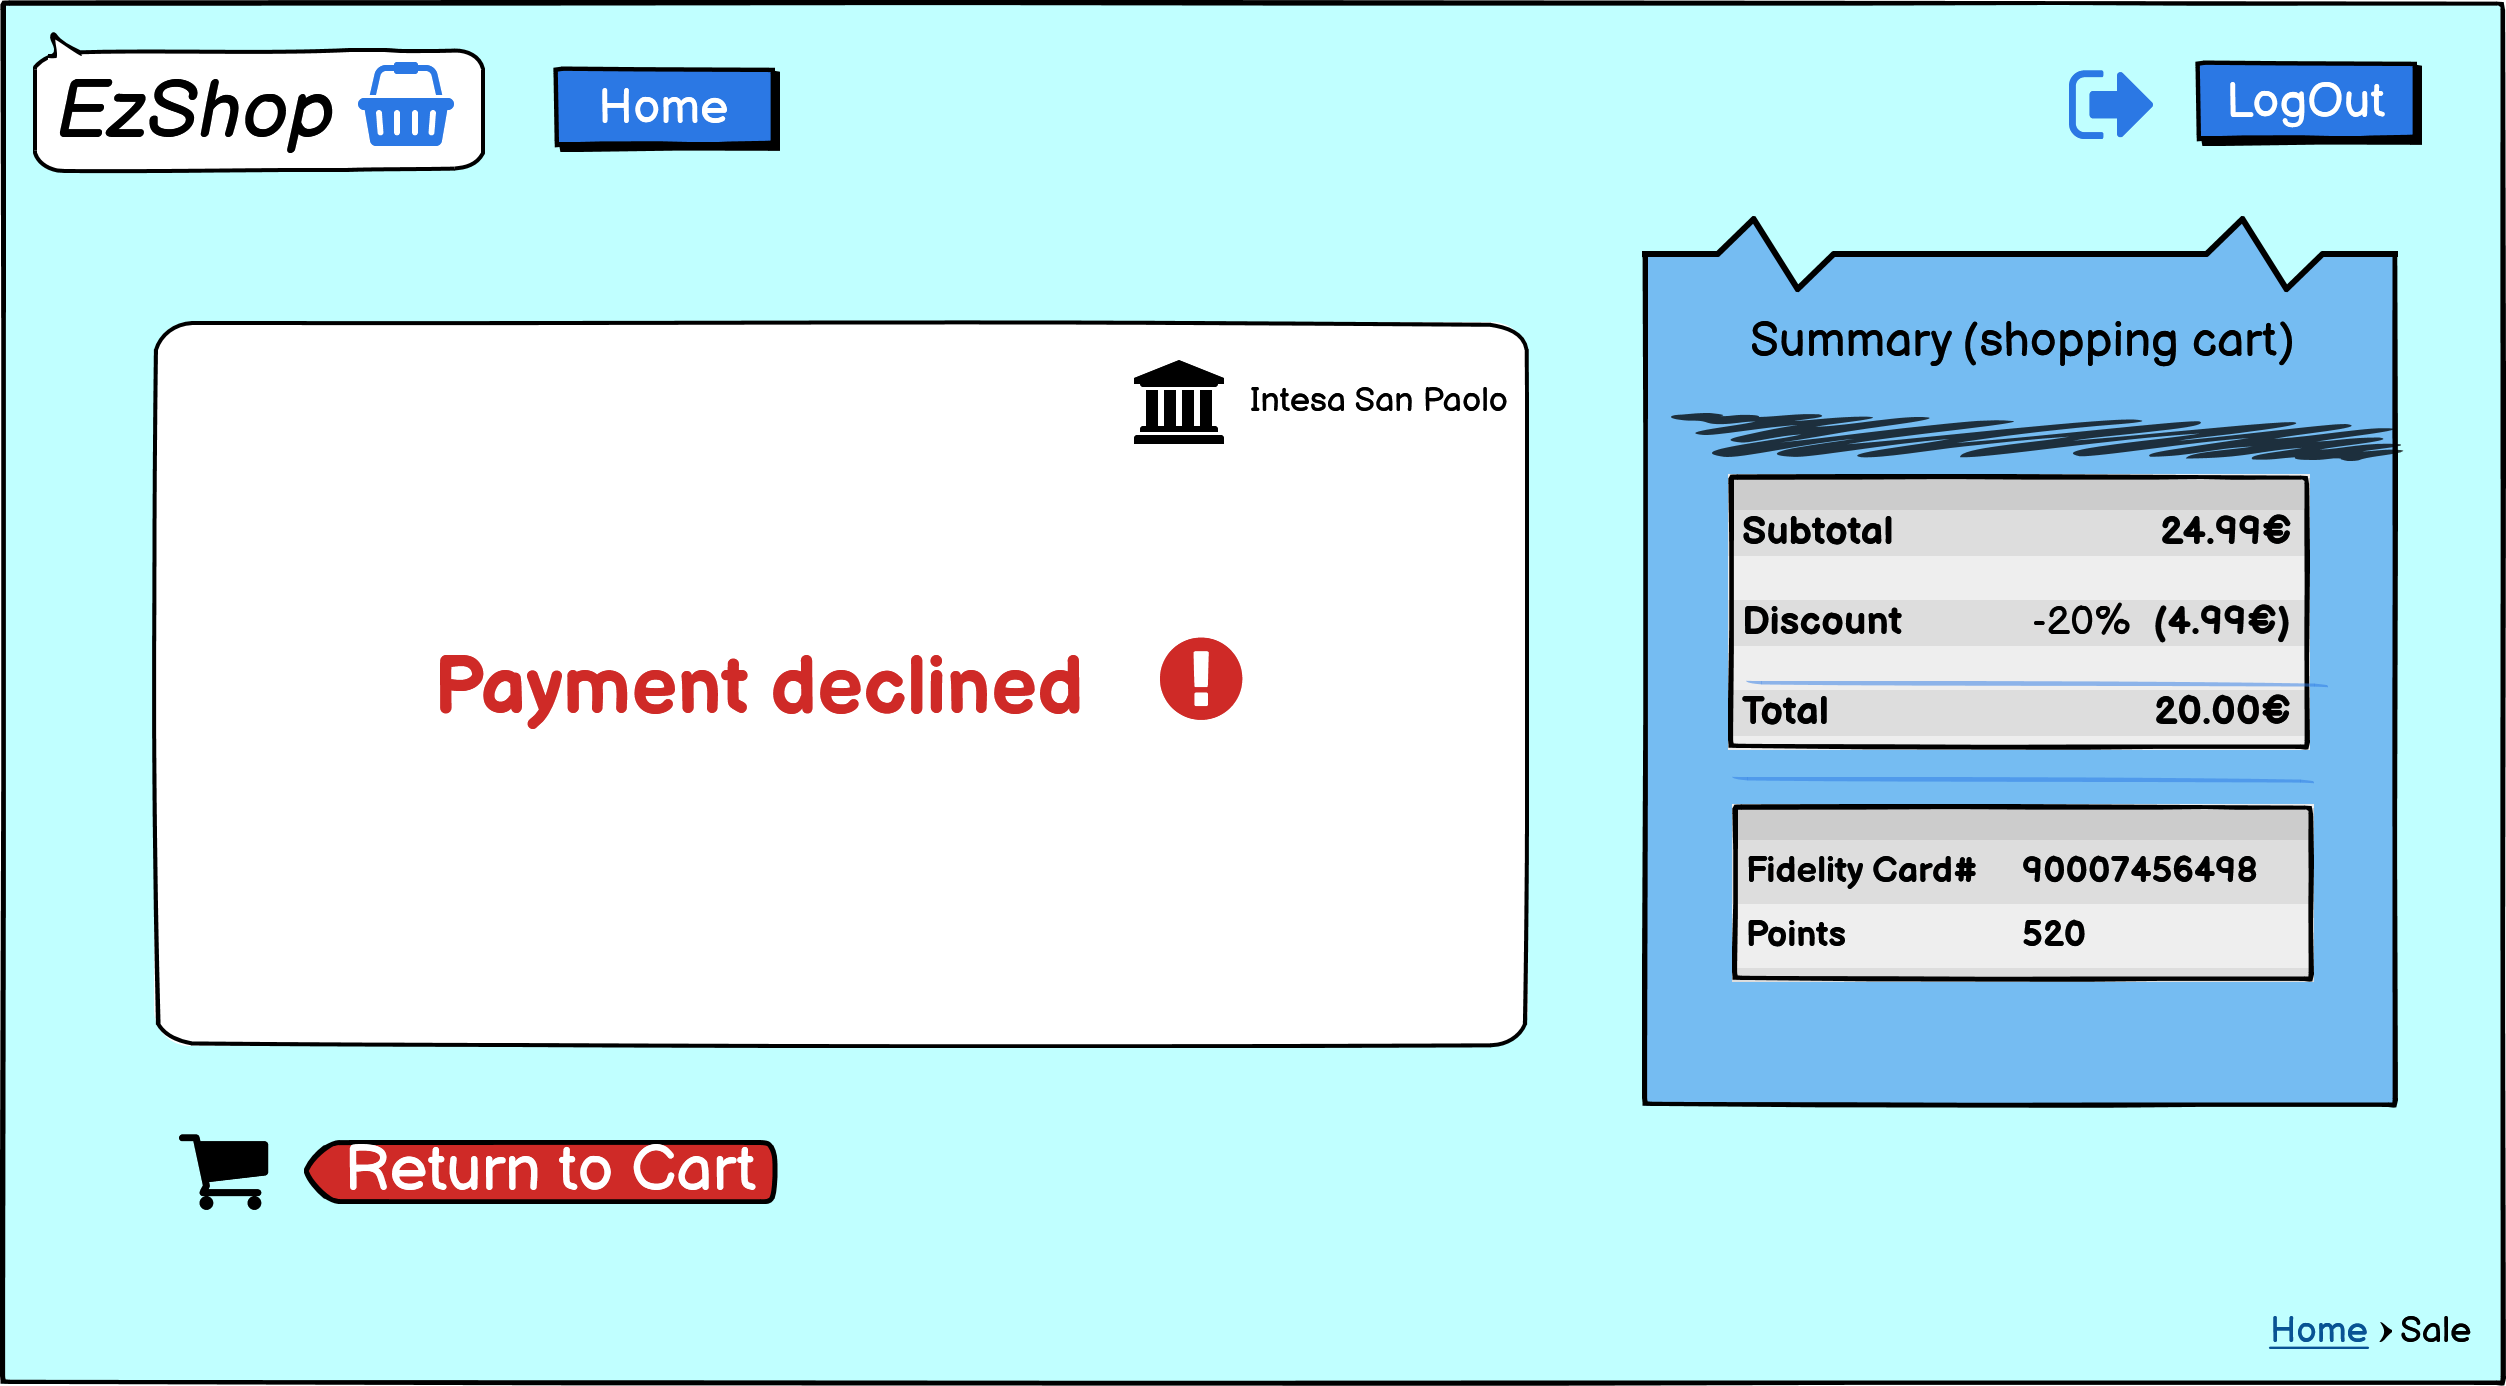 EzShop
Home
LogOut
Intesa San Paolo
Payment declined
Return to Cart
Summary (shopping cart)
Subtotal 24.99€
Discount -20% (4.99€)
Total 20.00€
Fidelity Card# 90007456498
Points 520
Home › Sale